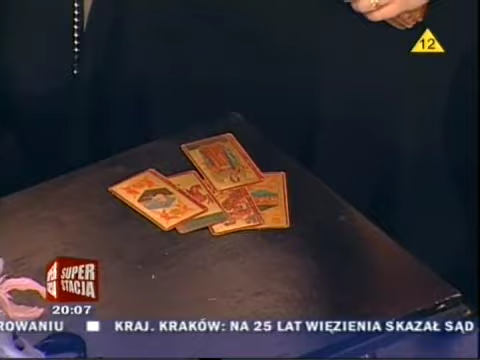 12
SUPER
STACJA
20:07
ROWANIU ■ KRAJ. KRAKÓW: NA 25 LAT WIĘZIENIA SKAZAŁ SĄD